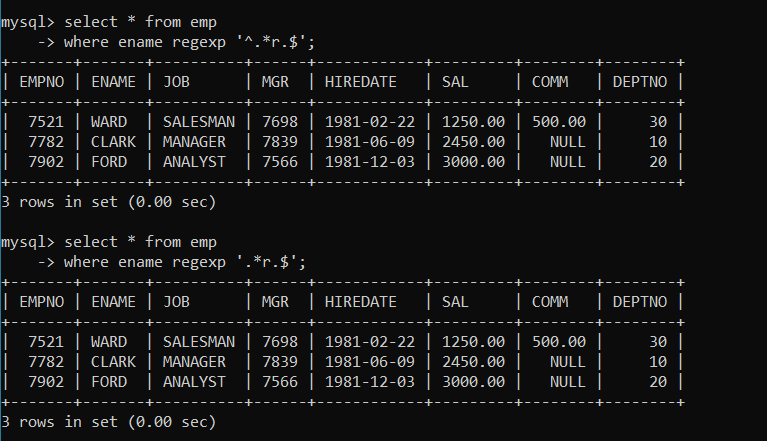 mysql> select * from emp
    -> where ename regexp '^.*r.$';
+-------+-------+----------+------+------------+---------+--------+--------+
| EMPNO | ENAME | JOB      | MGR  | HIREDATE   | SAL     | COMM   | DEPTNO |
+-------+-------+----------+------+------------+---------+--------+--------+
|  7521 | WARD  | SALESMAN | 7698 | 1981-02-22 | 1250.00 | 500.00 |     30 |
|  7782 | CLARK | MANAGER  | 7839 | 1981-06-09 | 2450.00 |   NULL |     10 |
|  7902 | FORD  | ANALYST  | 7566 | 1981-12-03 | 3000.00 |   NULL |     20 |
+-------+-------+----------+------+------------+---------+--------+--------+
3 rows in set (0.00 sec)

mysql> select * from emp
    -> where ename regexp '.*r.$';
+-------+-------+----------+------+------------+---------+--------+--------+
| EMPNO | ENAME | JOB      | MGR  | HIREDATE   | SAL     | COMM   | DEPTNO |
+-------+-------+----------+------+------------+---------+--------+--------+
|  7521 | WARD  | SALESMAN | 7698 | 1981-02-22 | 1250.00 | 500.00 |     30 |
|  7782 | CLARK | MANAGER  | 7839 | 1981-06-09 | 2450.00 |   NULL |     10 |
|  7902 | FORD  | ANALYST  | 7566 | 1981-12-03 | 3000.00 |   NULL |     20 |
+-------+-------+----------+------+------------+---------+--------+--------+
3 rows in set (0.00 sec)